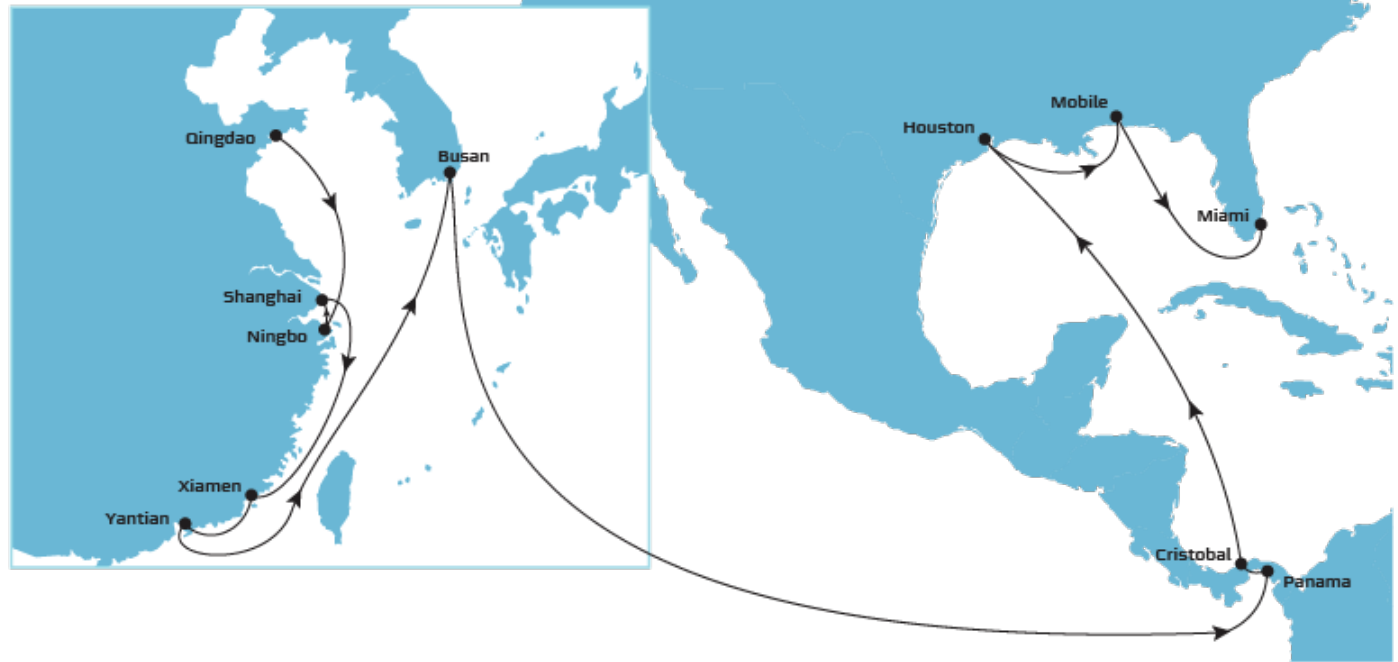 Qingdao
Busan
Shanghai
Ningbo
Xiamen
Yantian
Mobile
Houston
Miami
Cristobal
Panama